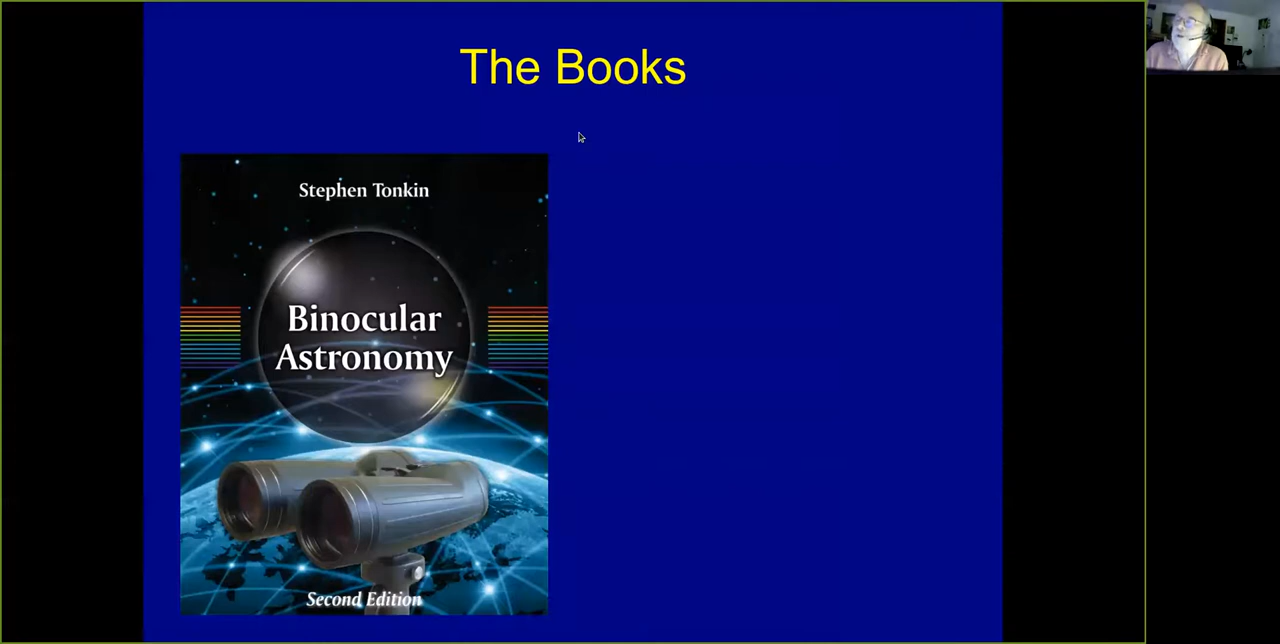 The Books
Stephen Tonkin
Binocular
Astronomy
Second Edition